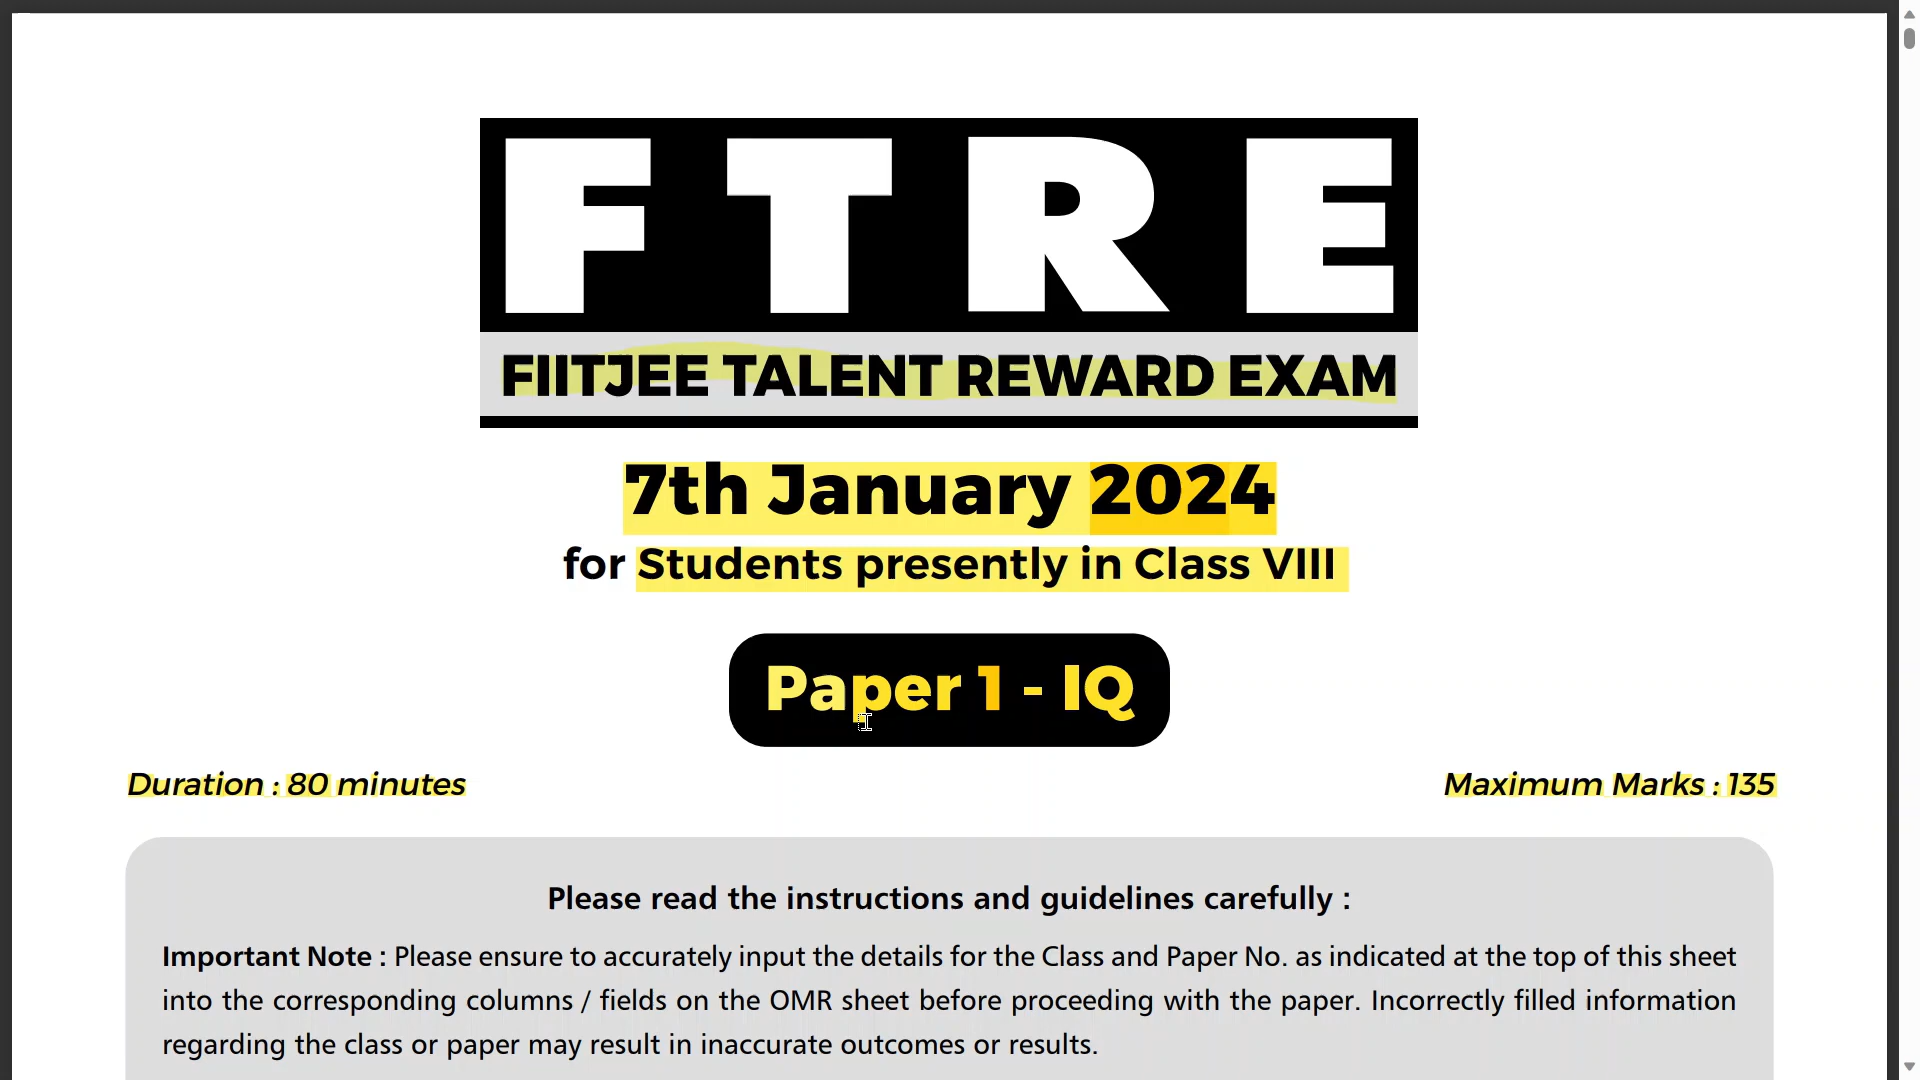 FTRE
FIITJEE TALENT REWARD EXAM
7th January 2024
for Students presently in Class VIII
Paper 1 - IQ
Duration : 80 minutes
Maximum Marks : 135
Please read the instructions and guidelines carefully :
Important Note : Please ensure to accurately input the details for the Class and Paper No. as indicated at the top of this sheet
into the corresponding columns / fields on the OMR sheet before proceeding with the paper. Incorrectly filled information
regarding the class or paper may result in inaccurate outcomes or results.